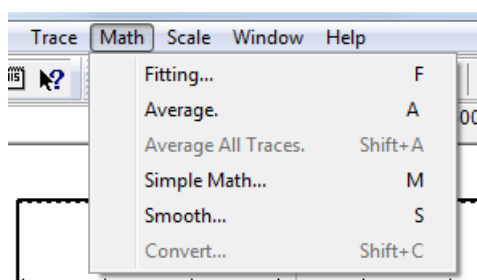 Trace Math Scale Window Help
Fitting... F
Average. A
Average All Traces. Shift+A
Simple Math... M
Smooth... S
Convert... Shift+C